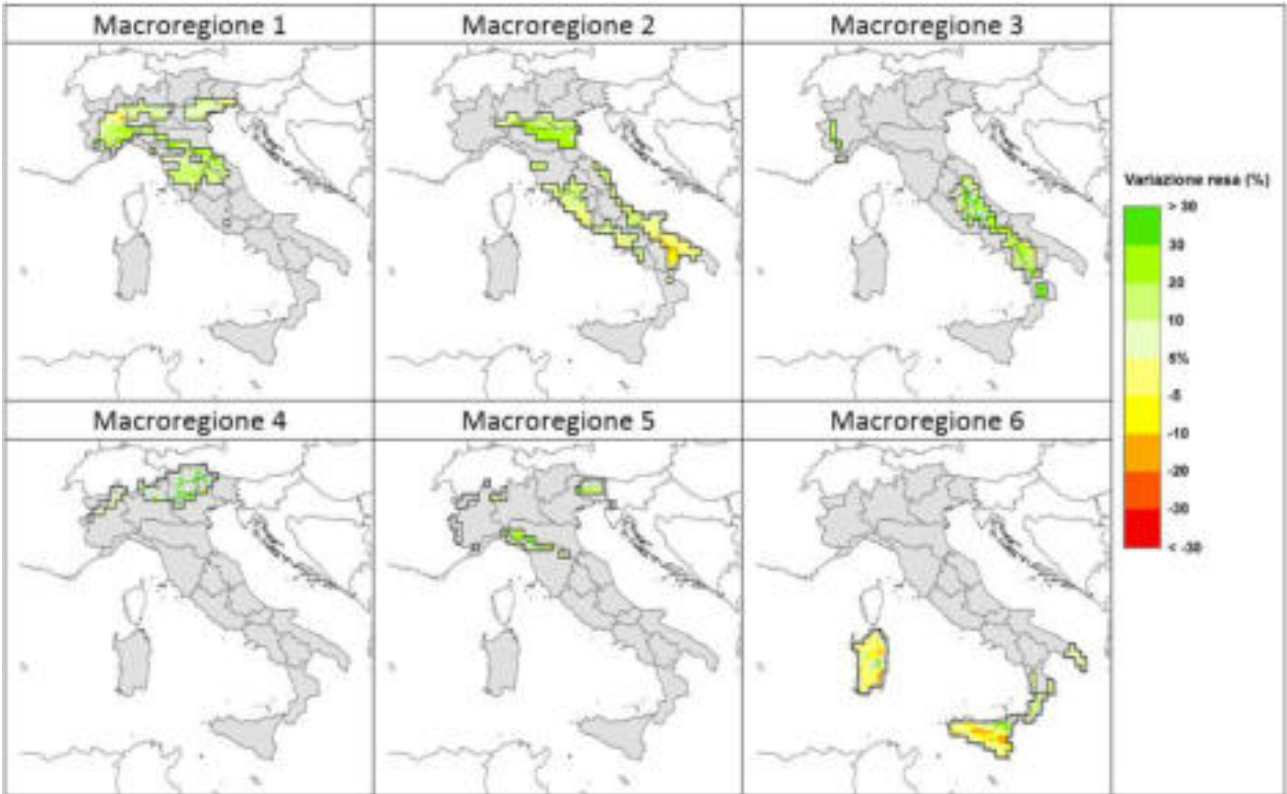 Macroregione 1
Macroregione 2
Macroregione 3
Macroregione 4
Macroregione 5
Macroregione 6
Variazione resa (%)
> 30
30
20
10
5%
-5
-10
-20
-30
< -30